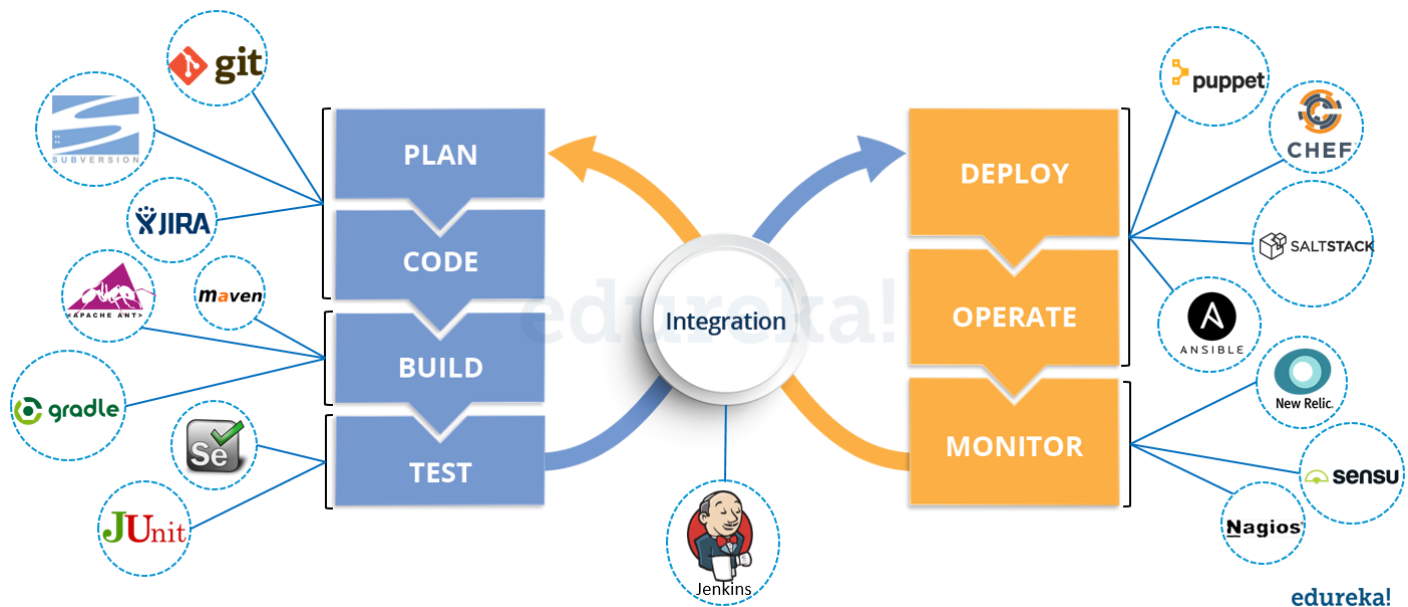 git
SUBVERSION
JIRA
<APACHE ANT>
maven
gradle
Se
JUnit
PLAN
CODE
BUILD
TEST
edureka!
Integration
Jenkins
DEPLOY
OPERATE
MONITOR
puppet
CHEF
SALTSTACK
A
ANSIBLE
New Relic.
sensu
Nagios®
edureka!